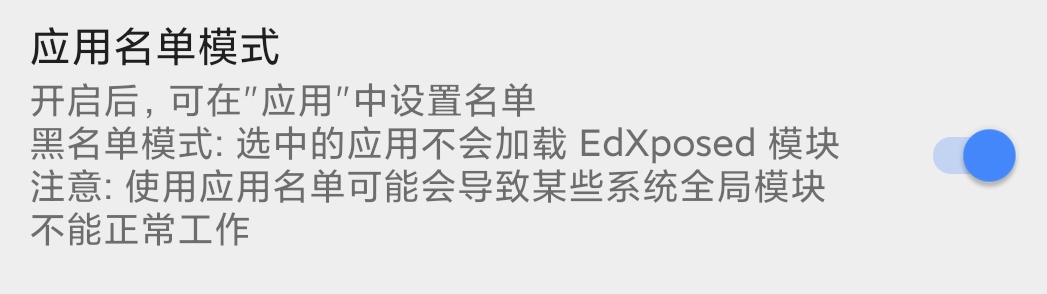 应用名单模式
开启后, 可在"应用"中设置名单
黑名单模式: 选中的应用不会加载 EdXposed 模块
注意: 使用应用名单可能会导致某些系统全局模块
不能正常工作